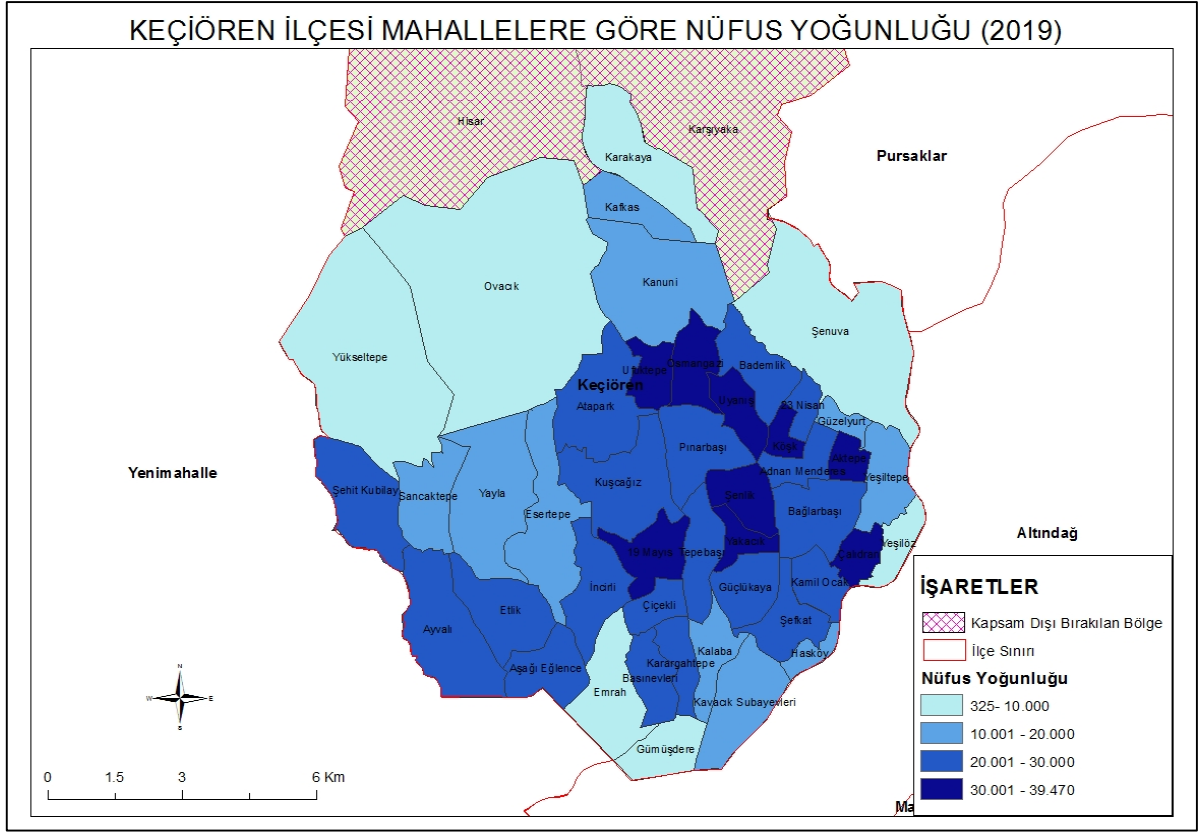 KEÇİÖREN İLÇESİ MAHALLELERE GÖRE NÜFUS YOĞUNLUĞU (2019)
Hisar
Karşıyaka
Karakaya
Pursaklar
Kafkas
Kanuni
Ovacık
Şenuva
Yükseltepe
Ufuktepe
Osmangazi
Bademlik
Keçiören
Atapark
Uyanış
23 Nisan
Güzelyurt
Pınarbaşı
Köşk
Aktepe
Yenimahalle
Adnan Menderes
Yeşiltepe
Kuşcağız
Şehit Kubilay
Sancaktepe
Yayla
Şenlik
Esertepe
Bağlarbaşı
Altındağ
Yakacık
Yeşilöz
19 Mayıs
Tepebaşı
Çaldıran
İncirli
Güçlükaya
Kamil Ocak
Çiçekli
Etlik
Şefkat
Ayvalı
Kalaba
Hasköy
Aşağı Eğlence
Karargahtepe
Basınevleri
Emrah
Kavacık Subayevleri
Gümüşdere
N
W
E
S
0 1.5 3 6 Km
İŞARETLER
Kapsam Dışı Bırakılan Bölge
İlçe Sınırı
Nüfus Yoğunluğu
325- 10.000
10.001 - 20.000
20.001 - 30.000
30.001 - 39.470
Ma